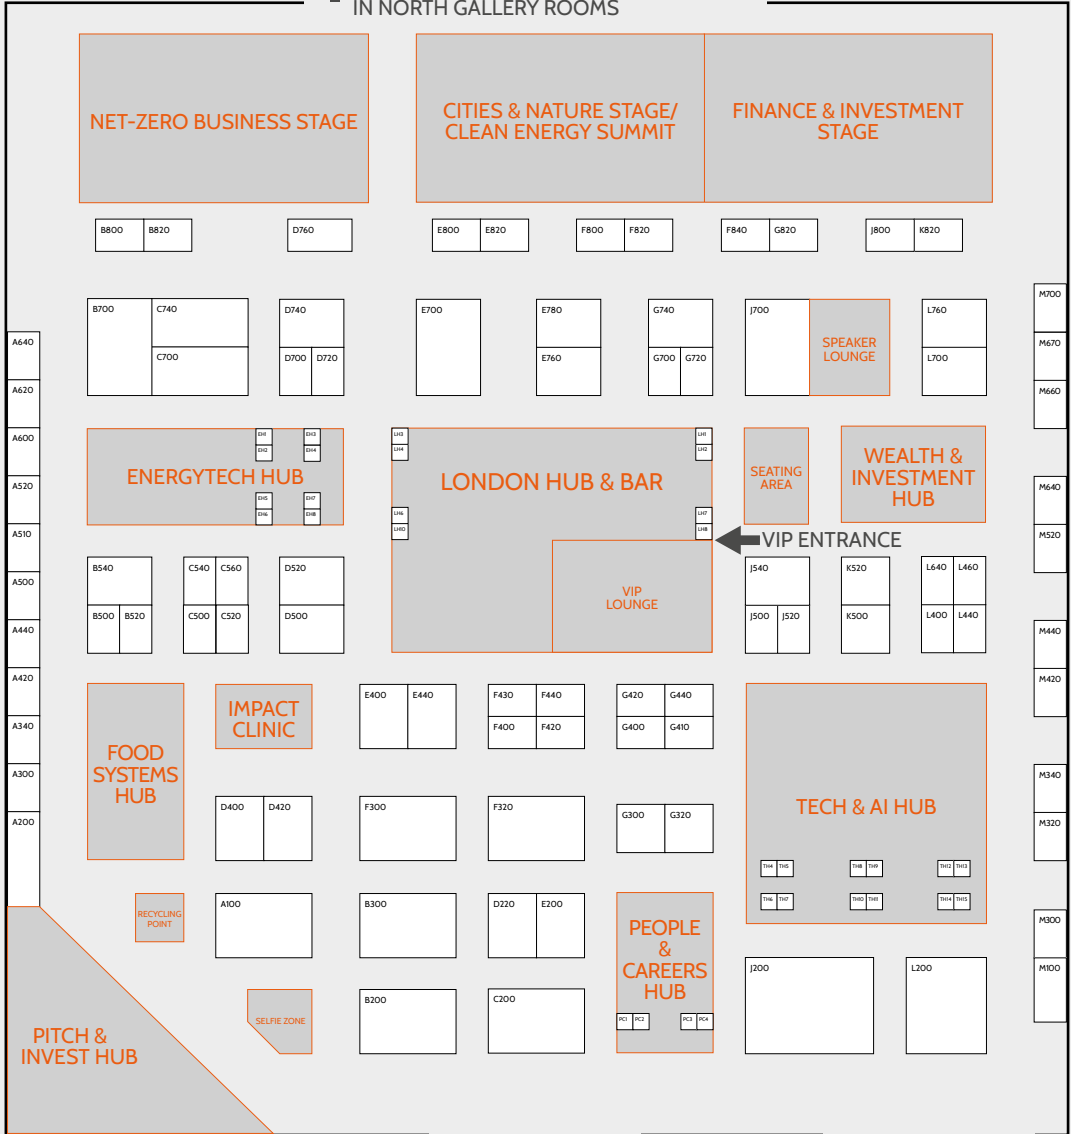 IN NORTH GALLERY ROOMS
NET-ZERO BUSINESS STAGE
CITIES & NATURE STAGE/
CLEAN ENERGY SUMMIT
FINANCE & INVESTMENT
STAGE
B800 B820 D760 E800 E820 F800 F820 F840 G820 J800 K820
M700
B700 C740 D740 E700 E780 G740 J700 L760
A640 M670
SPEAKER
LOUNGE
C700 D700 D720 E760 G700 G720 L700
A620 M660
A600
EH1 EH3 LH3 LH1
EH2 EH4 LH4 LH2
ENERGYTECH HUB
LONDON HUB & BAR
SEATING
AREA
WEALTH &
INVESTMENT
HUB
A520 M640
EH5 EH7 LH6 LH7
EH6 EH8 LH10 LH8
A510 M520
VIP ENTRANCE
B540 C540 C560 D520 J540 K520 L640 L460
A500
VIP
LOUNGE
B500 B520 C500 C520 D500 J500 J520 K500 L400 L440
A440 M440
A420 M420
E400 E440 F430 F440 G420 G440
IMPACT
CLINIC
A340
F400 F420 G400 G410
FOOD
SYSTEMS
HUB
A300 M340
D400 D420 F300 F320
TECH & AI HUB
G300 G320
A200 M320
TH4 TH5 TH8 TH9 TH12 TH13
TH6 TH7 TH10 TH11 TH14 TH15
A100 B300 D220 E200
RECYCLING
POINT
M300
PEOPLE
&
CAREERS
HUB
J200 L200 M100
B200 C200
SELFIE ZONE
PC1 PC2 PC3 PC4
PITCH &
INVEST HUB